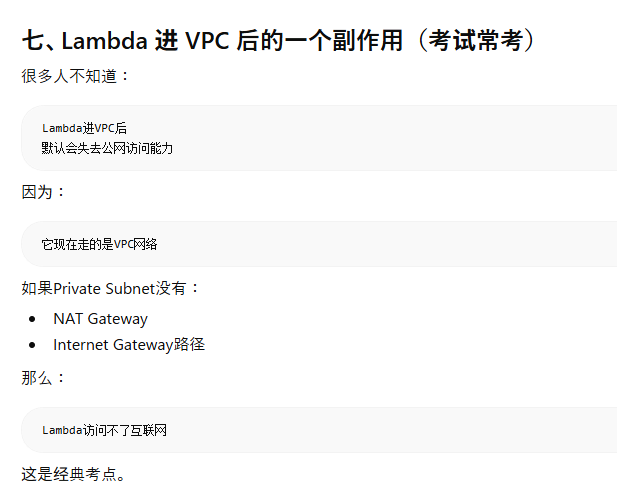 七、Lambda 进 VPC 后的一个副作用（考试常考）
很多人不知道：
Lambda进VPC后
默认会失去公网访问能力
因为：
它现在走的是VPC网络
如果Private Subnet没有：
• NAT Gateway
• Internet Gateway路径
那么：
Lambda访问不了互联网
这是经典考点。